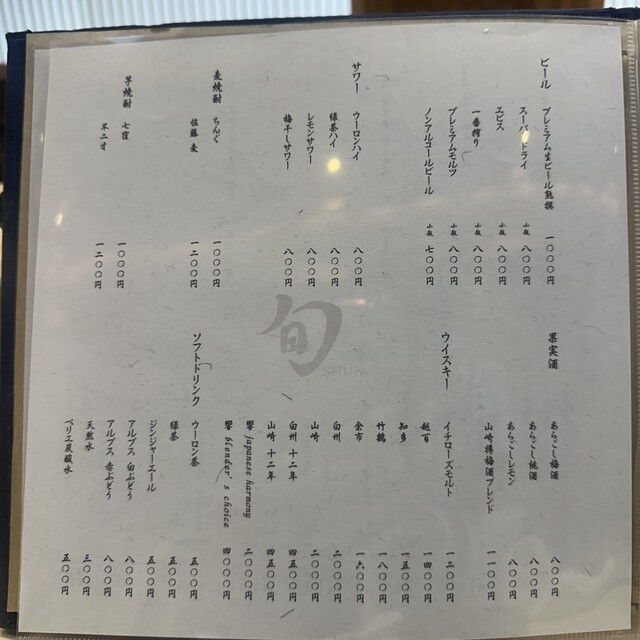 ビール
プレミアム生ビール熟撰 一〇〇〇円
スーパードライ 小瓶 八〇〇円
ヱビス 小瓶 八〇〇円
一番搾り 小瓶 八〇〇円
プレミアムモルツ 小瓶 八〇〇円
ノンアルコールビール 小瓶 七〇〇円
サワー
ウーロンハイ 八〇〇円
緑茶ハイ 八〇〇円
レモンサワー 八〇〇円
梅干しサワー 八〇〇円
麦焼酎
ちんぐ 一〇〇〇円
佐藤 麦 一二〇〇円
芋焼酎
七窪 一〇〇〇円
不二才 一二〇〇円
旬
SHUN
果実酒
あらごし梅酒 八〇〇円
あらごし桃酒 八〇〇円
あらごしレモン 八〇〇円
山崎樽梅酒ブレンド 一一〇〇円
ウイスキー
イチローズモルト 一二〇〇円
越百 一四〇〇円
知多 一五〇〇円
竹鶴 一八〇〇円
余市 一六〇〇円
白州 二〇〇〇円
山崎 二〇〇〇円
白州 十二年 四五〇〇円
山崎 十二年 四五〇〇円
響 japanese harmony 二〇〇〇円
響 blender's choice 四〇〇〇円
ソフトドリンク
ウーロン茶 五〇〇円
緑茶 五〇〇円
ジンジャーエール 五〇〇円
アルプス 白ぶどう 八〇〇円
アルプス 赤ぶどう 八〇〇円
天然水 三〇〇円
ペリエ炭酸水 五〇〇円